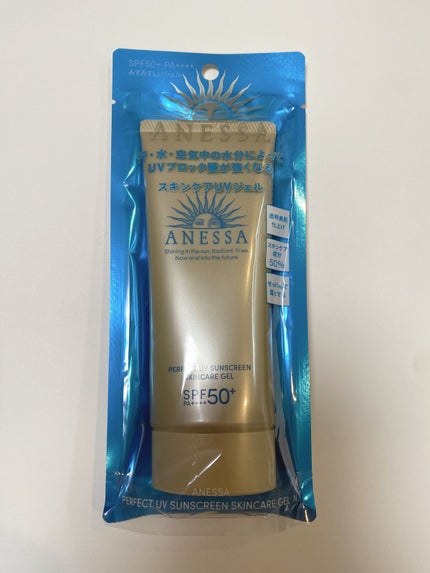 SPF50+・PA++++
みずみずしいジェル
ANESSA
汗・水・空気中の水分によって
UVブロック膜が強くなる
スキンケアUVジェル
ANESSA
Shining in the sun. Radiant. Free.
Now and into the future.
透明美肌
仕上げ
スキンケア
成分
50%
せっけんで
落とせる
PERFECT UV SUNSCREEN
SKINCARE GEL
SPF50+
PA++++
ANESSA
PERFECT UV SUNSCREEN SKINCARE GEL